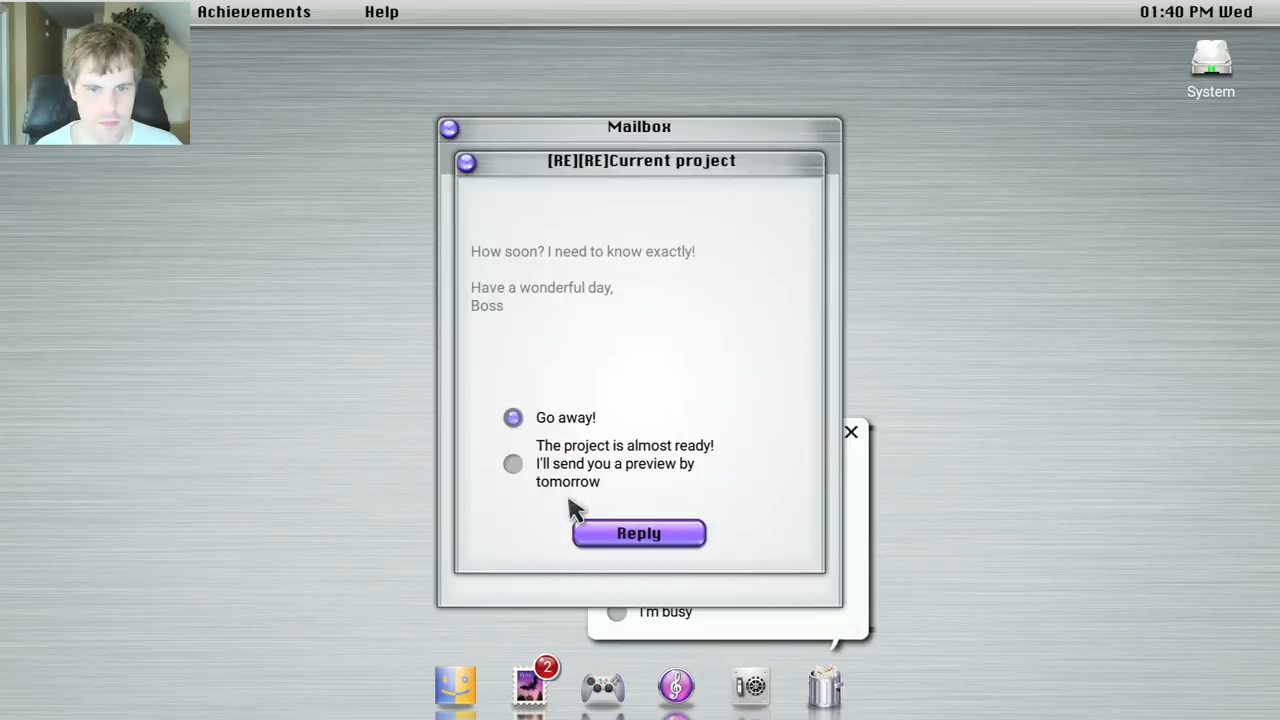 Achievements Help 01:40 PM Wed
System
Mailbox
[RE][RE]Current project
How soon? I need to know exactly!
Have a wonderful day,
Boss
Go away!
The project is almost ready!
I'll send you a preview by
tomorrow
Reply
I'm busy
2